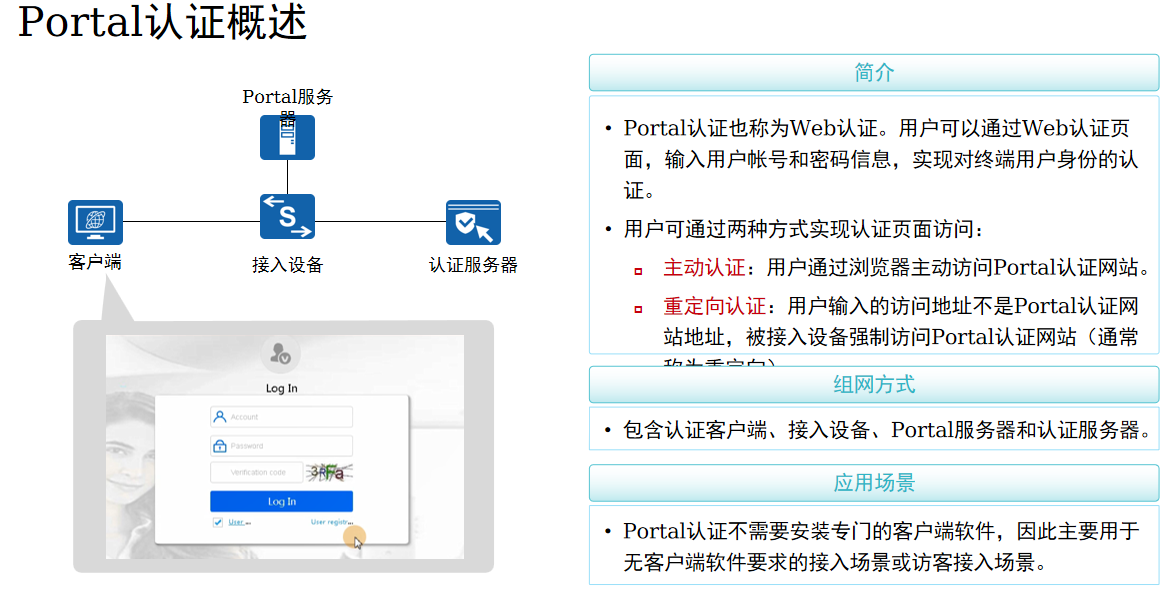 Portal认证概述
Portal服务
器
S
客户端
接入设备
认证服务器
Log In
Account
Password
Verification code
3RFa
Log In
User...
User registr...
简介
• Portal认证也称为Web认证。用户可以通过Web认证页
面，输入用户帐号和密码信息，实现对终端用户身份的认
证。
• 用户可通过两种方式实现认证页面访问：
主动认证：用户通过浏览器主动访问Portal认证网站。
重定向认证：用户输入的访问地址不是Portal认证网
站地址，被接入设备强制访问Portal认证网站（通常
称为重定向）
组网方式
• 包含认证客户端、接入设备、Portal服务器和认证服务器。
应用场景
• Portal认证不需要安装专门的客户端软件，因此主要用于
无客户端软件要求的接入场景或访客接入场景。